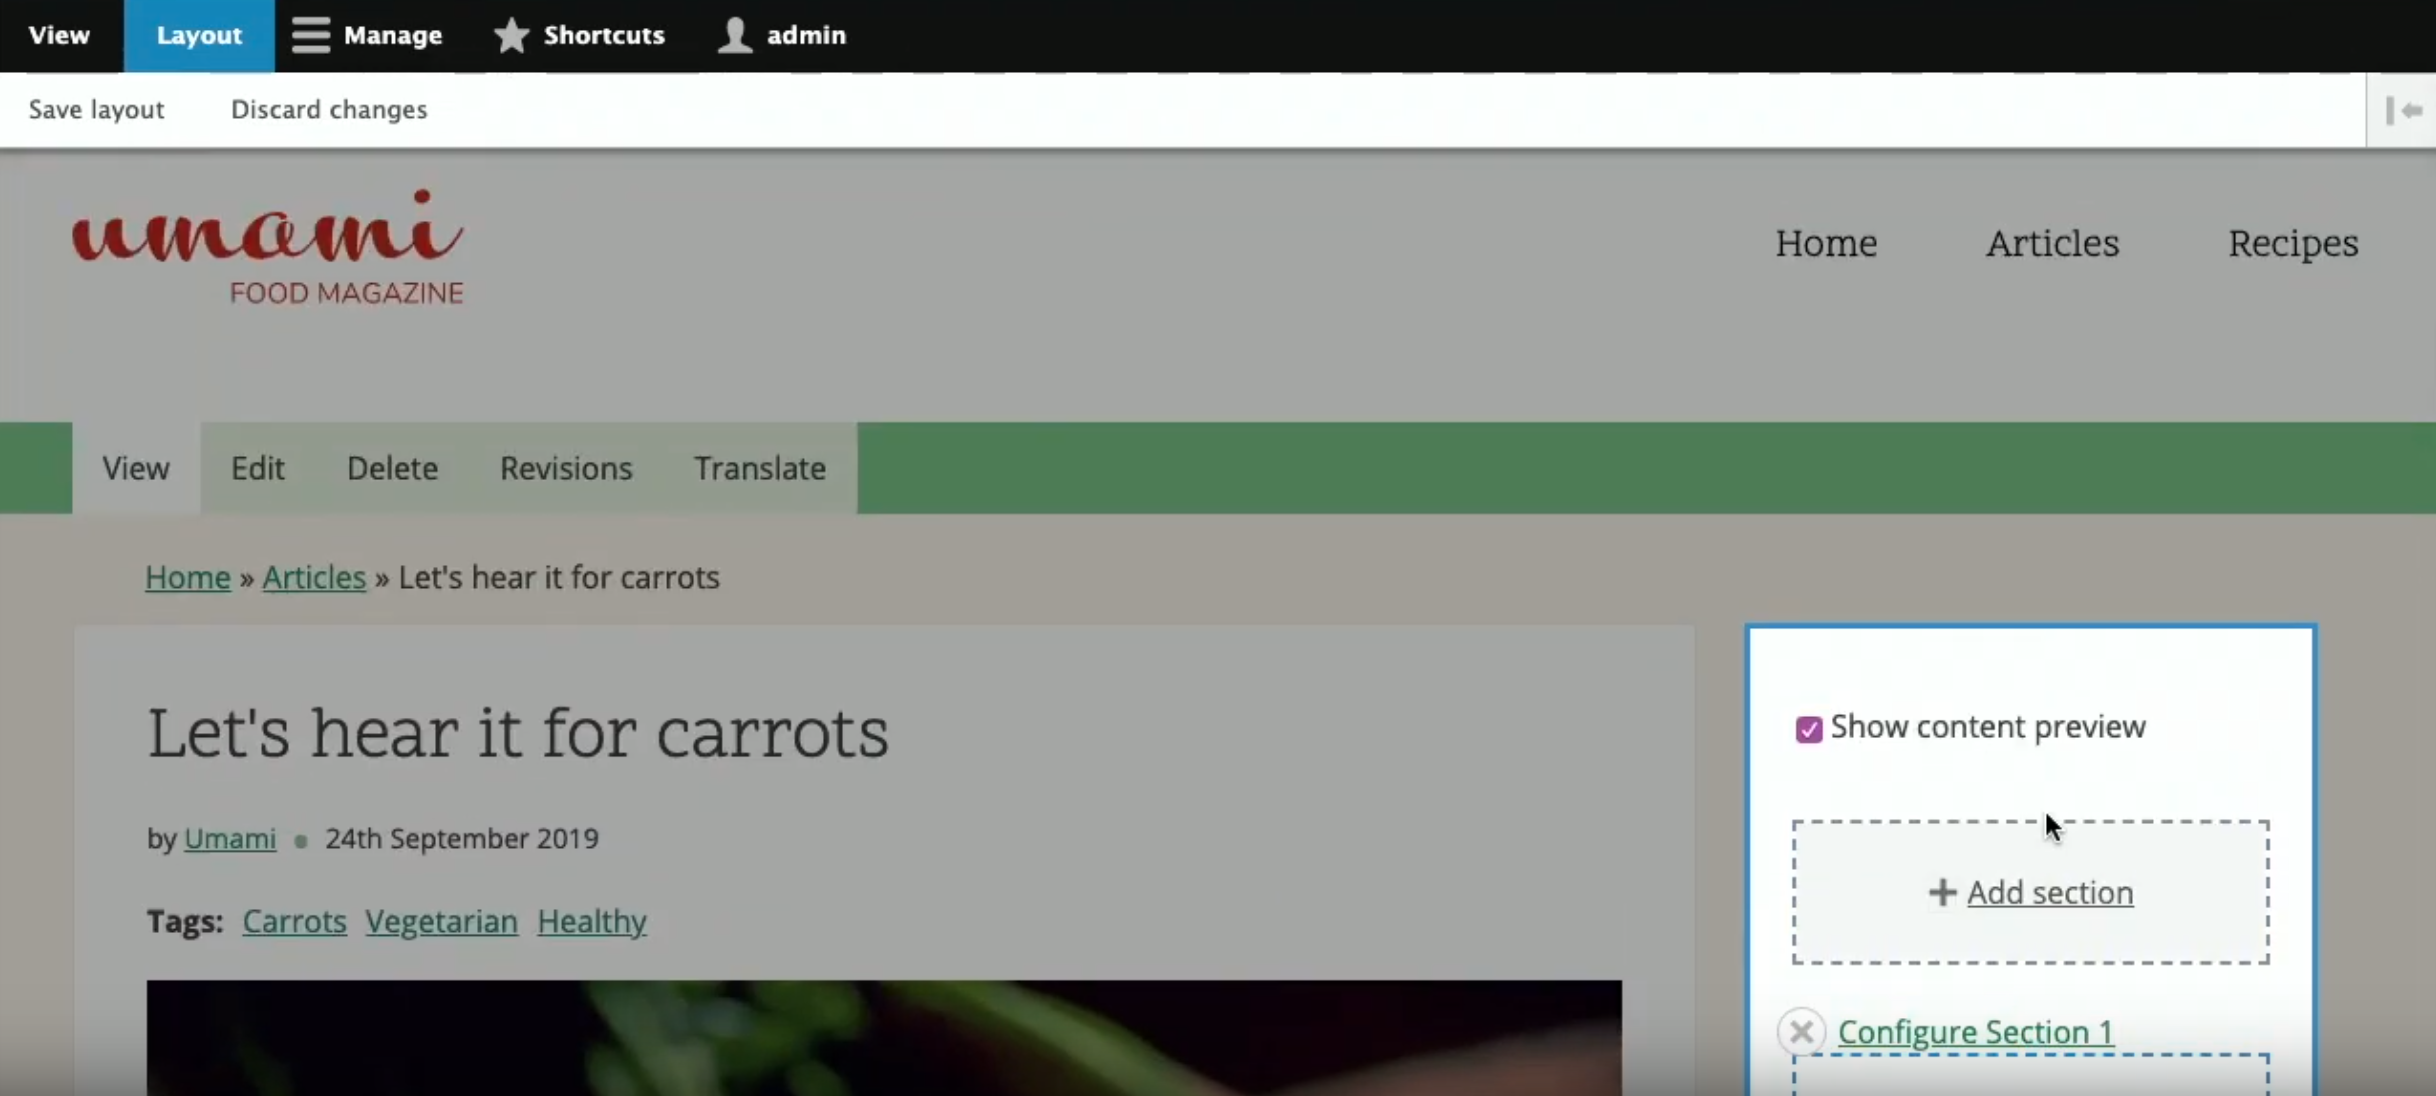 View Layout Manage Shortcuts admin
Save layout Discard changes
umami
FOOD MAGAZINE
Home Articles Recipes
View Edit Delete Revisions Translate
Home » Articles » Let's hear it for carrots
Let's hear it for carrots
by Umami • 24th September 2019
Tags: Carrots Vegetarian Healthy
Show content preview
+ Add section
Configure Section 1